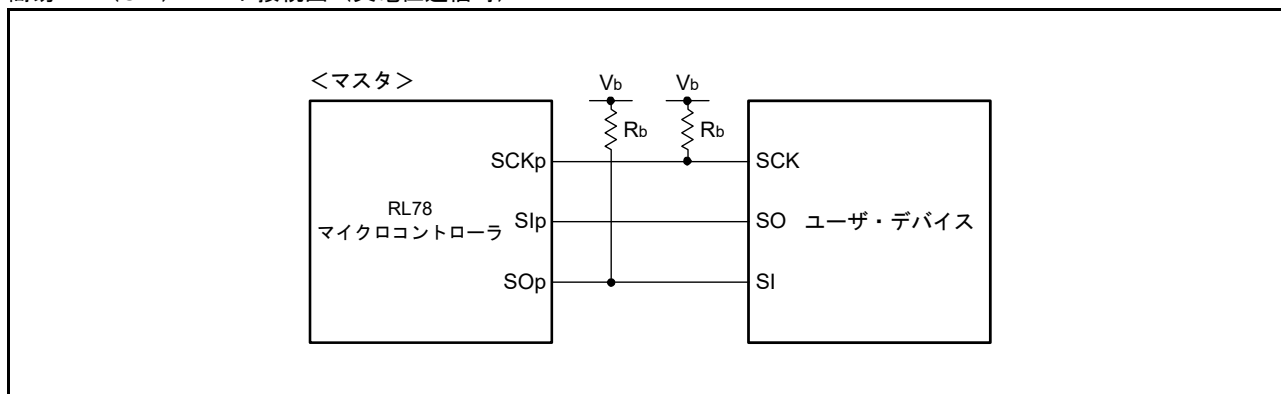 ＜マスタ＞
Vb
Vb
Rb
Rb
SCKp
SCK
RL78
マイクロコントローラ
SIp
SO
ユーザ・デバイス
SOp
SI